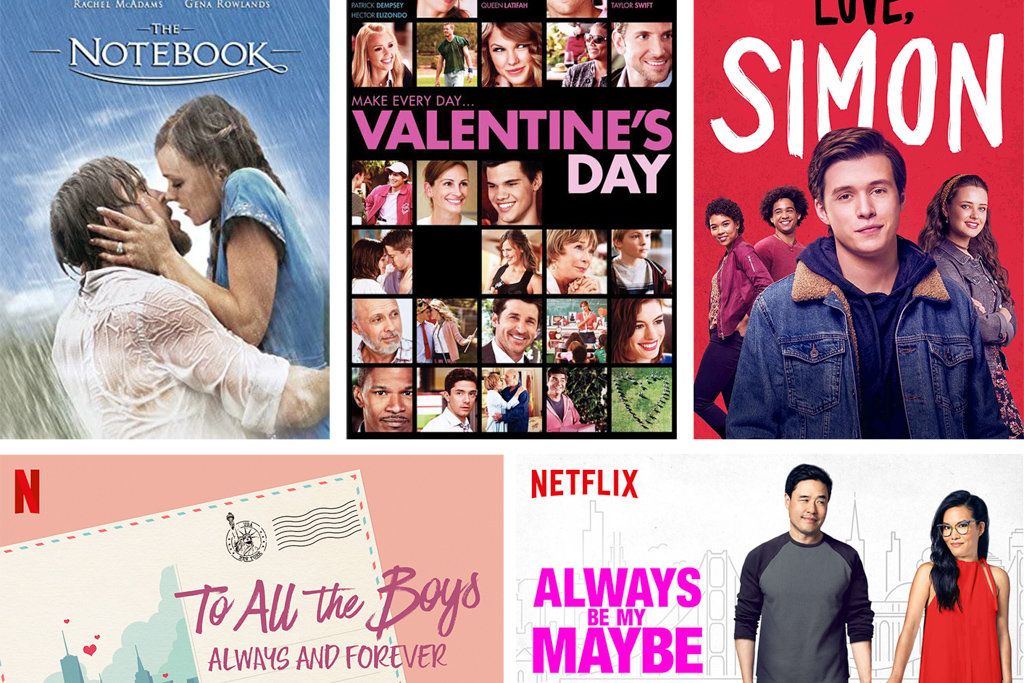 RACHEL MCADAMS GENA ROWLANDS
THE
NOTEBOOK
PATRICK DEMPSEY QUEEN LATIFAH TAYLOR SWIFT
HECTOR ELIZONDO
MAKE EVERY DAY...
VALENTINE'S
DAY
LOVE,
SIMON
N
To All the Boys
ALWAYS AND FOREVER
NETFLIX
ALWAYS
BE MY
MAYBE